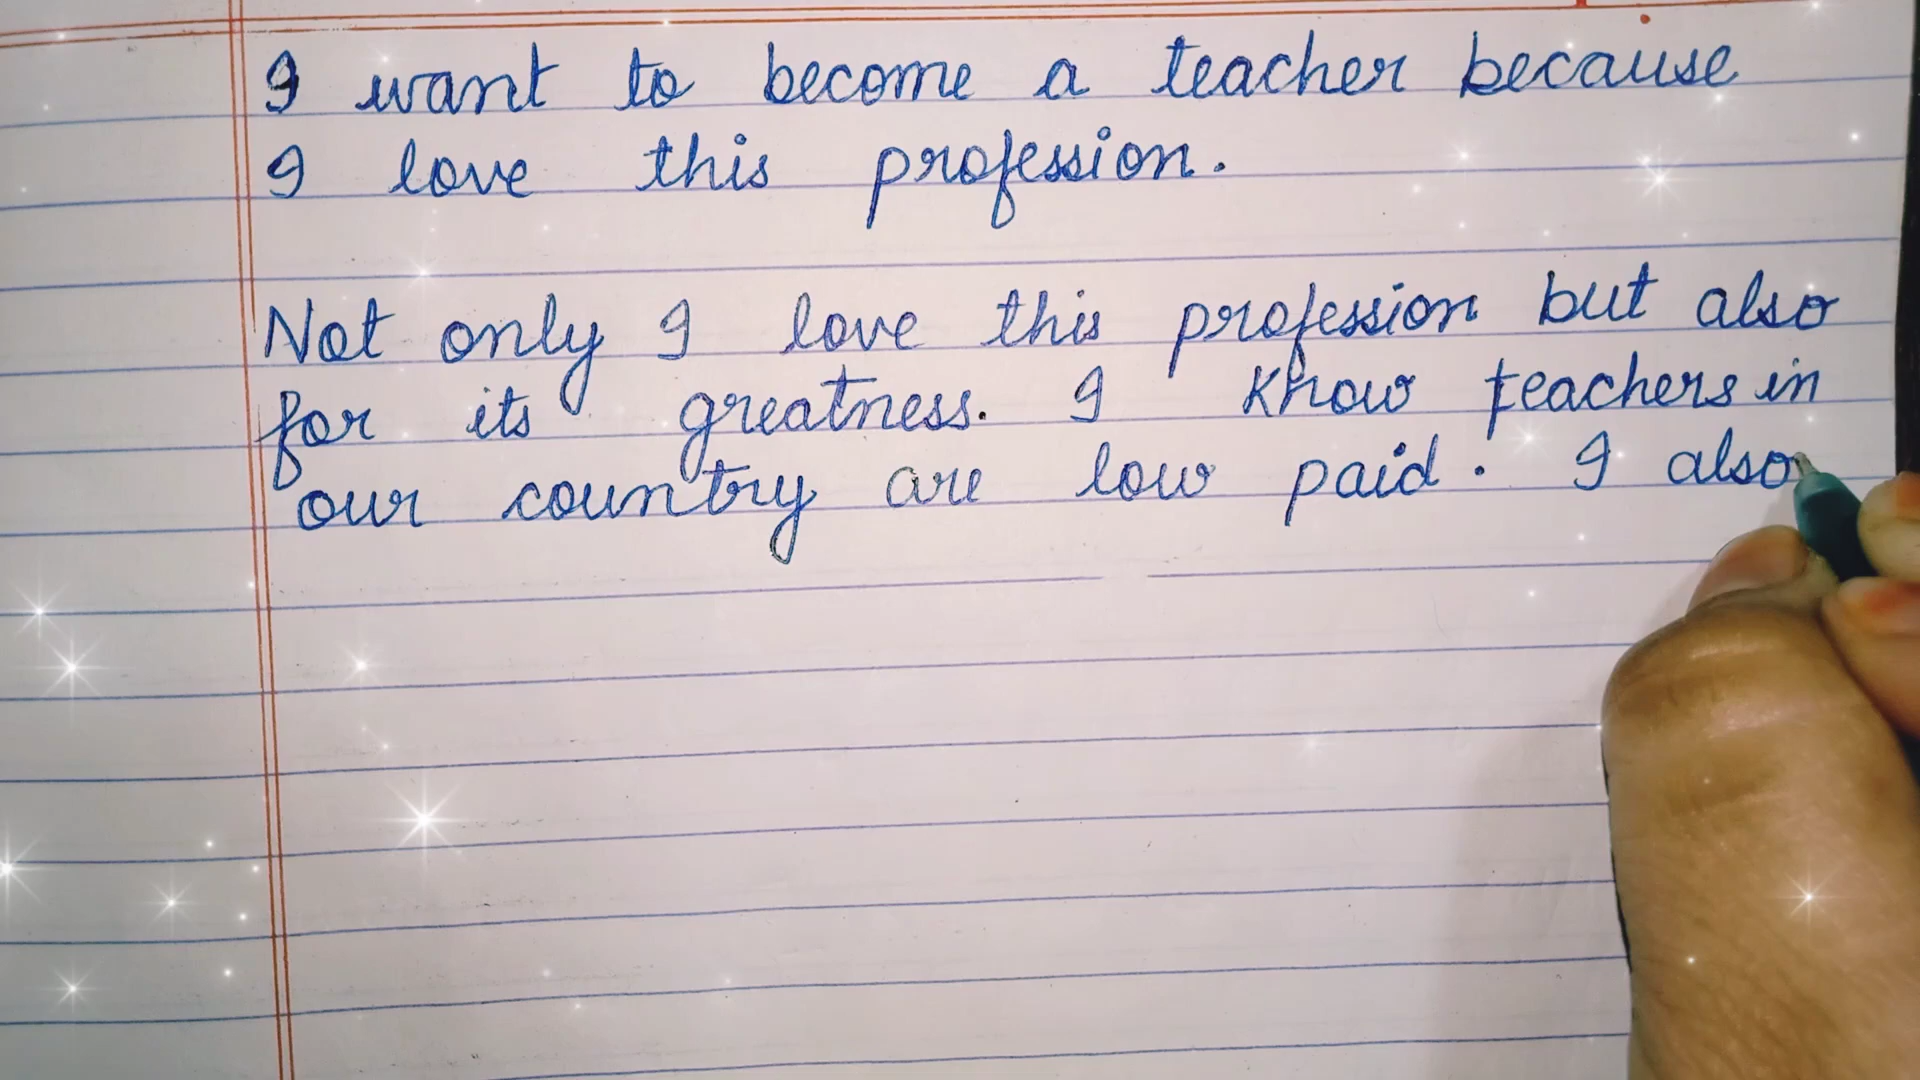 I want to become a teacher because
I love this profession.
Not only I love this profession but also
for its greatness. I know teachers in
our country are low paid. I also